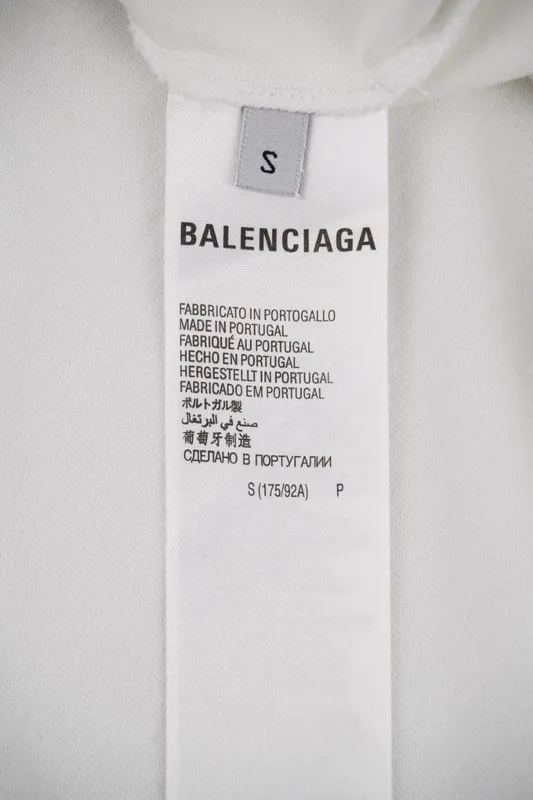 S
BALENCIAGA
FABBRICATO IN PORTOGALLO
MADE IN PORTUGAL
FABRIQUÉ AU PORTUGAL
HECHO EN PORTUGAL
HERGESTELLT IN PORTUGAL
FABRICADO EM PORTUGAL
ポルトガル製
صنع في البرتغال
葡萄牙制造
СДЕЛАНО В ПОРТУГАЛИИ
S (175/92A) P